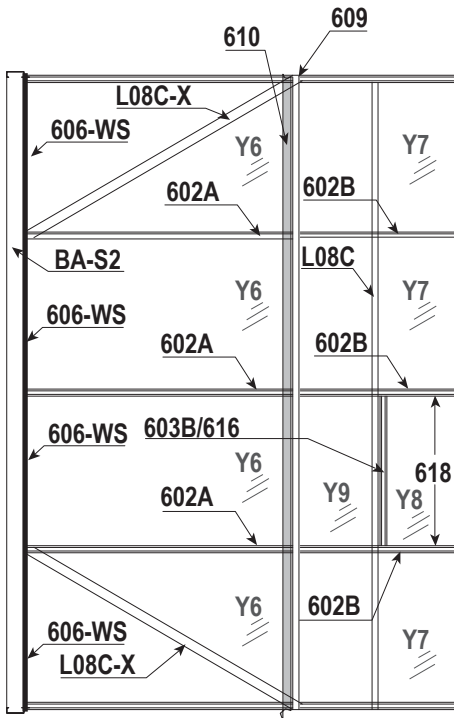 609
610
L08C-X
606-WS
Y6
Y7
602A
602B
BA-S2
L08C
Y6
Y7
606-WS
602A
602B
603B/616
606-WS
Y6
618
Y9
Y8
602A
Y6
602B
606-WS
Y7
L08C-X